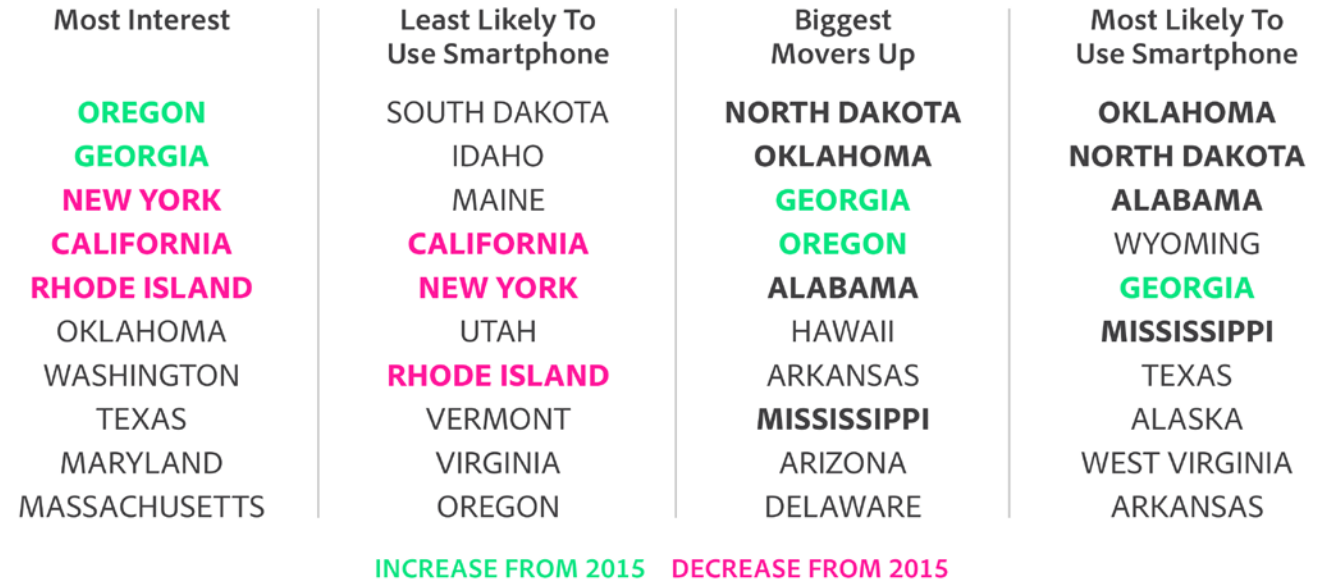 Most Interest
Least Likely To
Use Smartphone
Biggest
Movers Up
Most Likely To
Use Smartphone
OREGON
SOUTH DAKOTA
NORTH DAKOTA
OKLAHOMA
GEORGIA
IDAHO
OKLAHOMA
NORTH DAKOTA
NEW YORK
MAINE
GEORGIA
ALABAMA
CALIFORNIA
CALIFORNIA
OREGON
WYOMING
RHODE ISLAND
NEW YORK
ALABAMA
GEORGIA
OKLAHOMA
UTAH
HAWAII
MISSISSIPPI
WASHINGTON
RHODE ISLAND
ARKANSAS
TEXAS
TEXAS
VERMONT
MISSISSIPPI
ALASKA
MARYLAND
VIRGINIA
ARIZONA
WEST VIRGINIA
MASSACHUSETTS
OREGON
DELAWARE
ARKANSAS
INCREASE FROM 2015
DECREASE FROM 2015